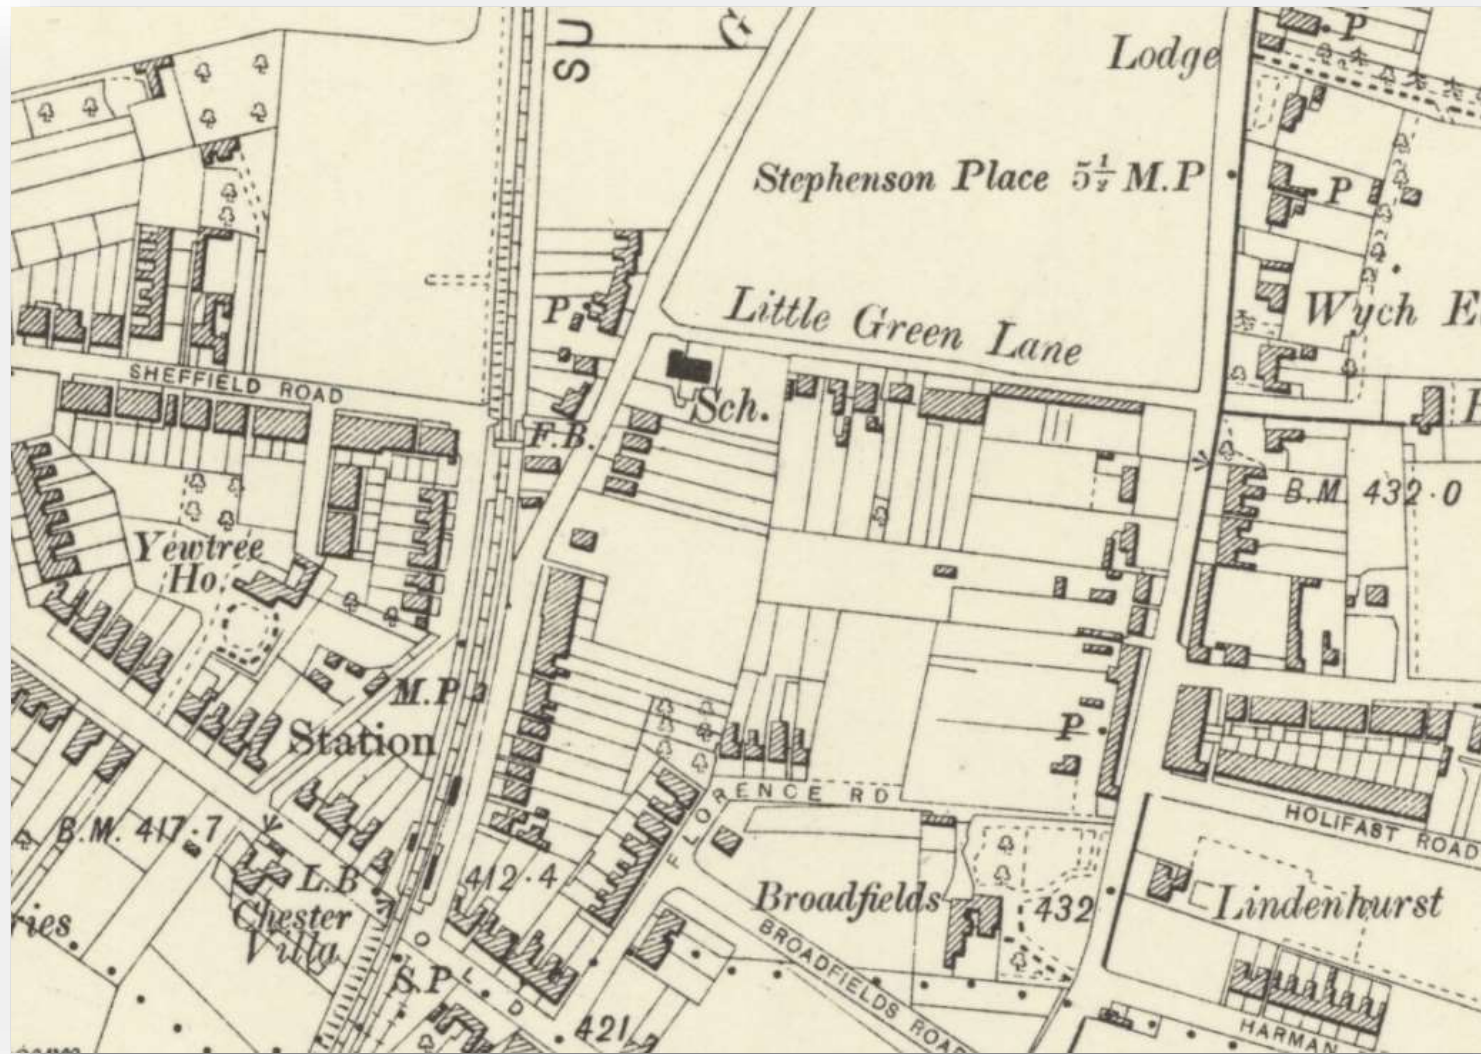 SU
G
Lodge
P
Stephenson Place 5½ M.P
P
Wych E
P
Little Green Lane
SHEFFIELD ROAD
Sch.
F.B.
B.M. 432·0
Yewtree
Ho.
M.P
Station
P
FLORENCE RD
HOLIFAST ROAD
B.M. 417·7
L.B
412·4
Chester
Villa
Broadfields
432
Lindenhurst
ries
BROADFIELDS ROAD
S.P
OLD
421
HARMAN